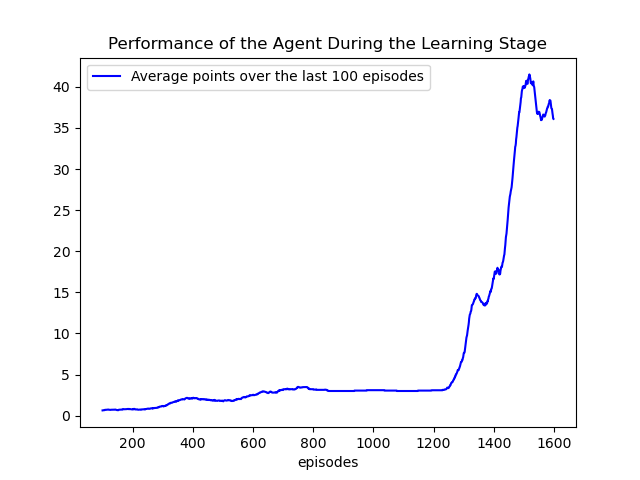 Performance of the Agent During the Learning Stage
Average points over the last 100 episodes
40
35
30
25
20
15
10
5
0
200 400 600 800 1000 1200 1400 1600
episodes